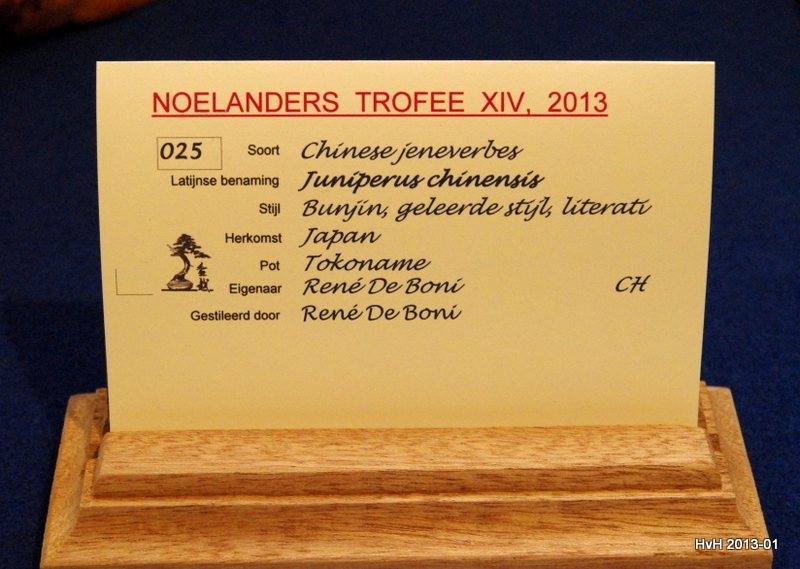 NOELANDERS TROFEE XIV, 2013
025 Soort Chinese jeneverbes
Latijnse benaming Juniperus chinensis
Stijl Bunjin, geleerde stijl, literati
Herkomst Japan
Pot Tokoname
Eigenaar René De Boni CH
Gestileerd door René De Boni
HvH 2013-01